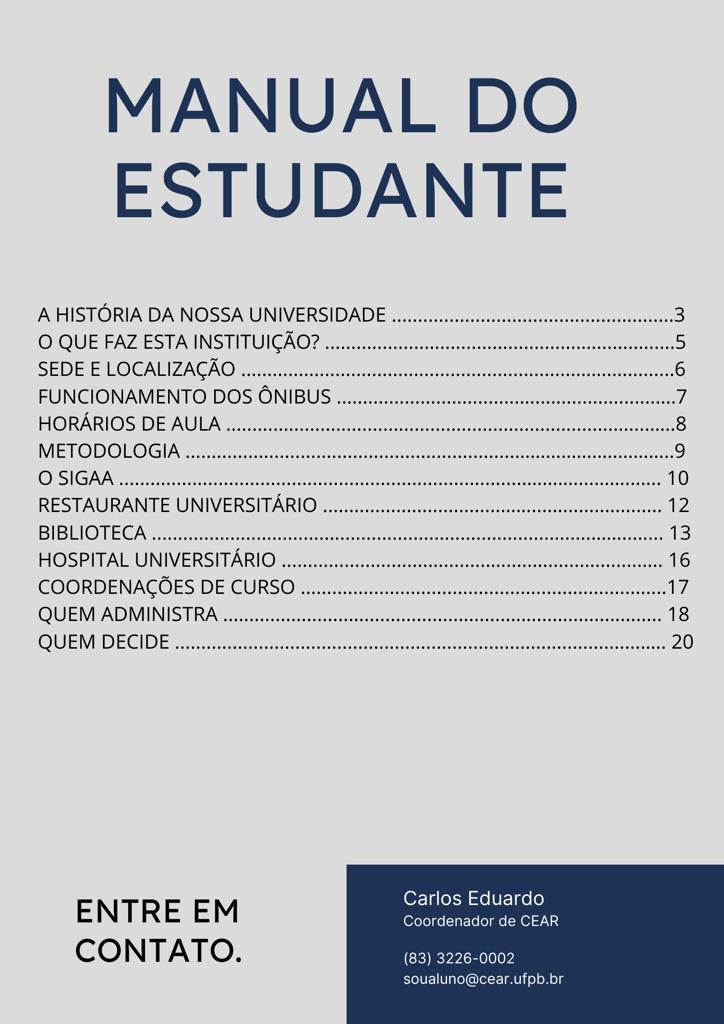 MANUAL DO
ESTUDANTE
A HISTÓRIA DA NOSSA UNIVERSIDADE ......................................................3
O QUE FAZ ESTA INSTITUIÇÃO? ...................................................................5
SEDE E LOCALIZAÇÃO ...................................................................................6
FUNCIONAMENTO DOS ÔNIBUS .................................................................7
HORÁRIOS DE AULA ......................................................................................8
METODOLOGIA .............................................................................................9
O SIGAA ....................................................................................................... 10
RESTAURANTE UNIVERSITÁRIO ................................................................. 12
BIBLIOTECA ................................................................................................. 13
HOSPITAL UNIVERSITÁRIO ......................................................................... 16
COORDENAÇÕES DE CURSO ......................................................................17
QUEM ADMINISTRA .................................................................................... 18
QUEM DECIDE .............................................................................................. 20
ENTRE EM
CONTATO.
Carlos Eduardo
Coordenador de CEAR
(83) 3226-0002
soualuno@cear.ufpb.br